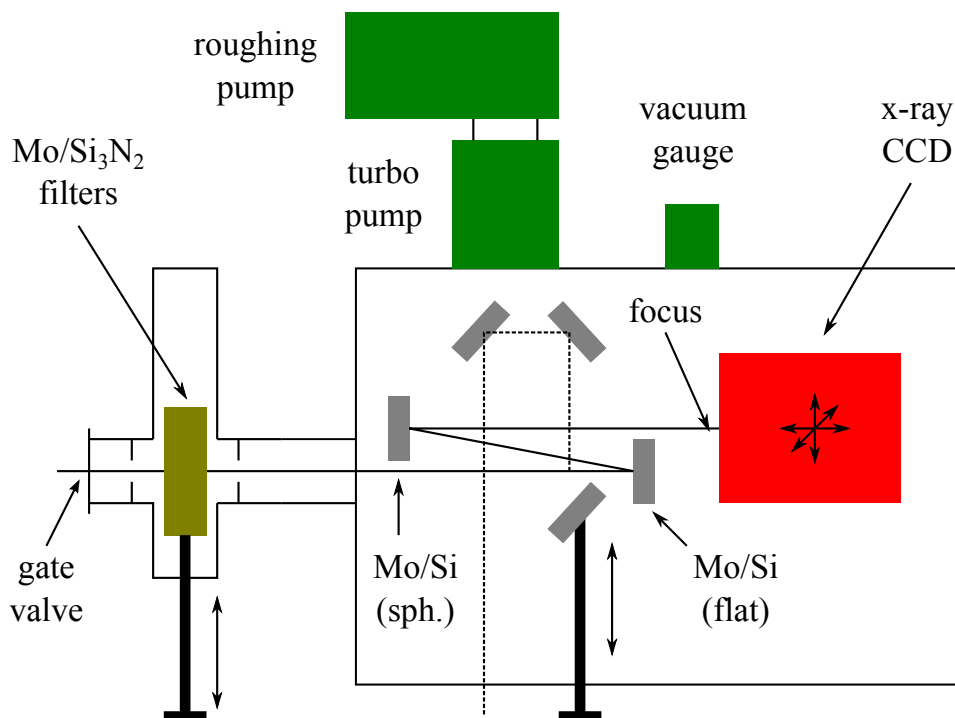 roughing
pump
Mo/Si₃N₂
filters
turbo
pump
vacuum
gauge
x-ray
CCD
focus
gate
valve
Mo/Si
(sph.)
Mo/Si
(flat)